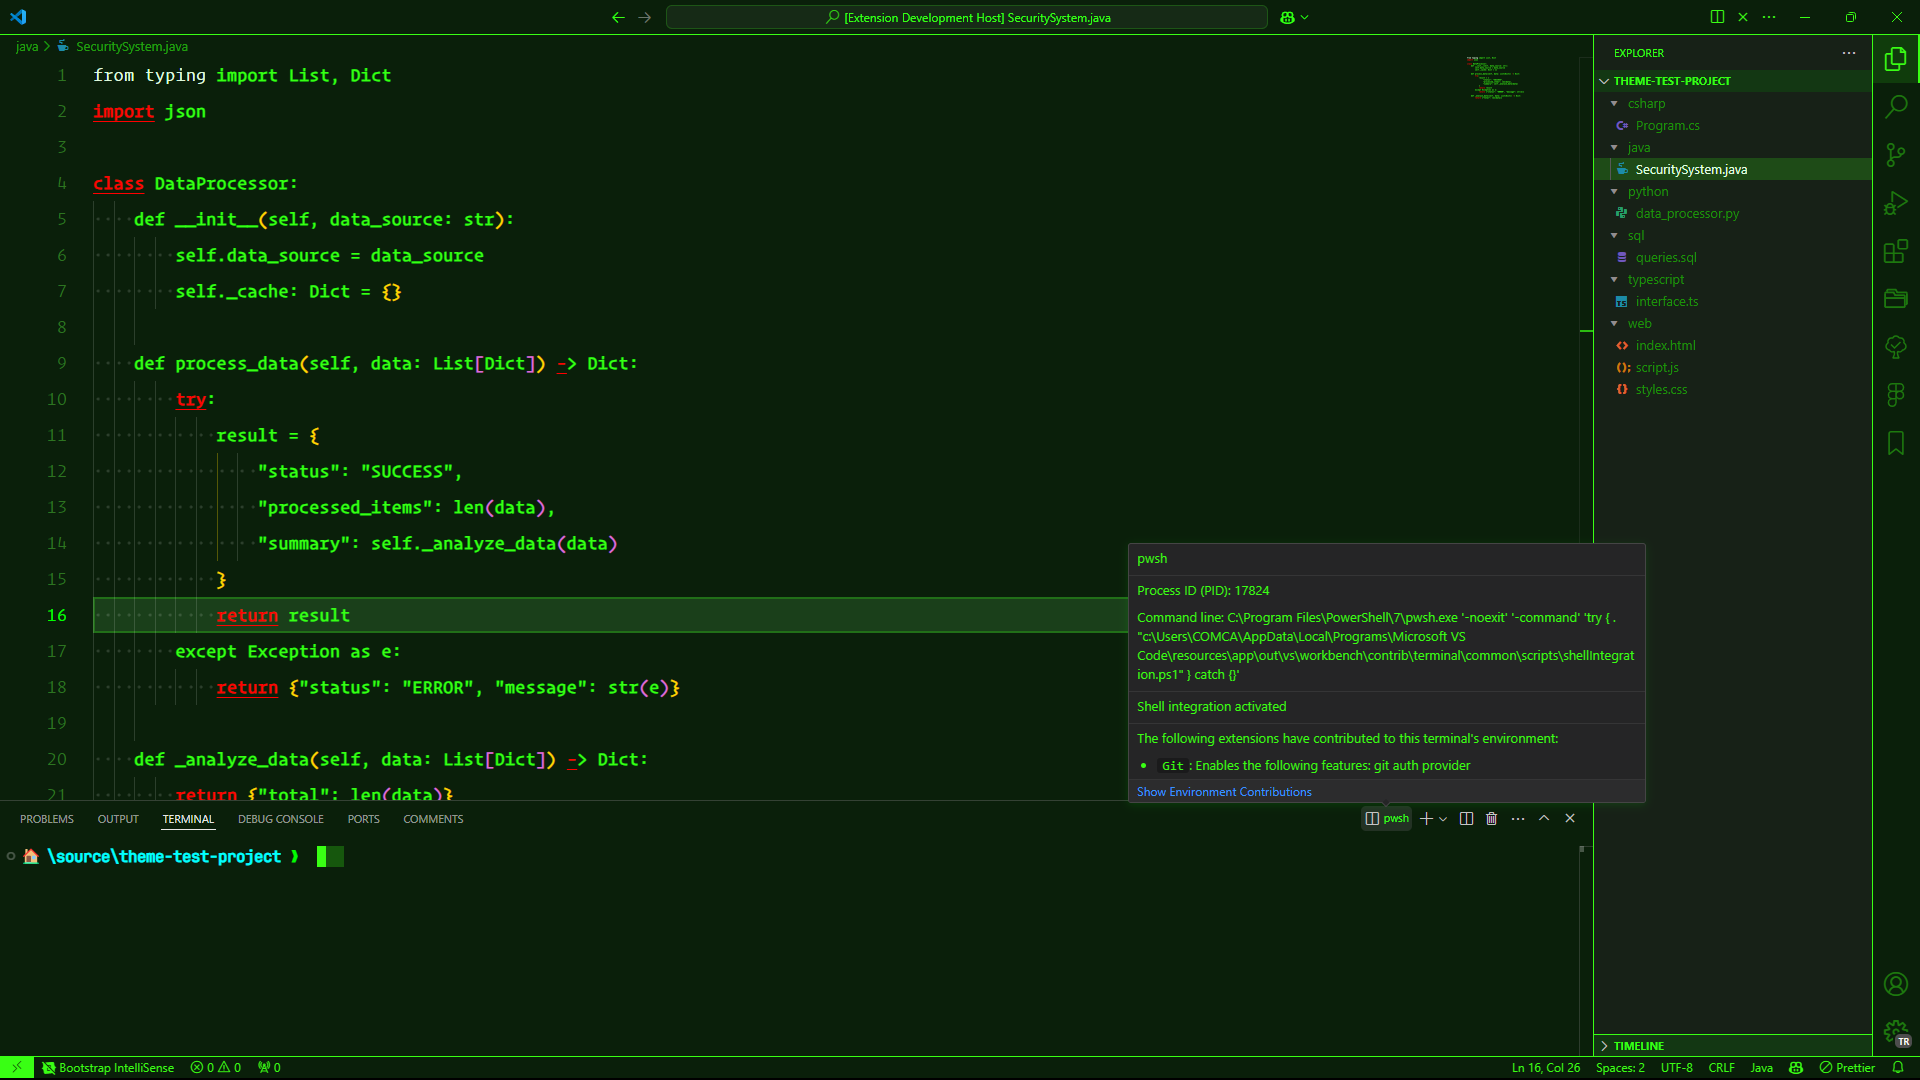 [Extension Development Host] SecuritySystem.java
java > SecuritySystem.java
1 from typing import List, Dict
2 import json
3
4 class DataProcessor:
5 def __init__(self, data_source: str):
6 self.data_source = data_source
7 self._cache: Dict = {}
8
9 def process_data(self, data: List[Dict]) -> Dict:
10 try:
11 result = {
12 "status": "SUCCESS",
13 "processed_items": len(data),
14 "summary": self._analyze_data(data)
15 }
16 return result
17 except Exception as e:
18 return {"status": "ERROR", "message": str(e)}
19
20 def _analyze_data(self, data: List[Dict]) -> Dict:
21 return {"total": len(data)}
pwsh
Process ID (PID): 17824
Command line: C:\Program Files\PowerShell\7\pwsh.exe '-noexit' '-command' 'try { .
"c:\Users\COMCA\AppData\Local\Programs\Microsoft VS
Code\resources\app\out\vs\workbench\contrib\terminal\common\scripts\shellIntegrat
ion.ps1" } catch {}'
Shell integration activated
The following extensions have contributed to this terminal's environment:
• Git : Enables the following features: git auth provider
Show Environment Contributions
PROBLEMS OUTPUT TERMINAL DEBUG CONSOLE PORTS COMMENTS
pwsh
\source\theme-test-project ❯
EXPLORER
THEME-TEST-PROJECT
csharp
C# Program.cs
java
SecuritySystem.java
python
data_processor.py
sql
queries.sql
typescript
TS interface.ts
web
<> index.html
(); script.js
{} styles.css
TIMELINE
TR
Bootstrap IntelliSense 0 0 0
Ln 16, Col 26 Spaces: 2 UTF-8 CRLF Java Prettier